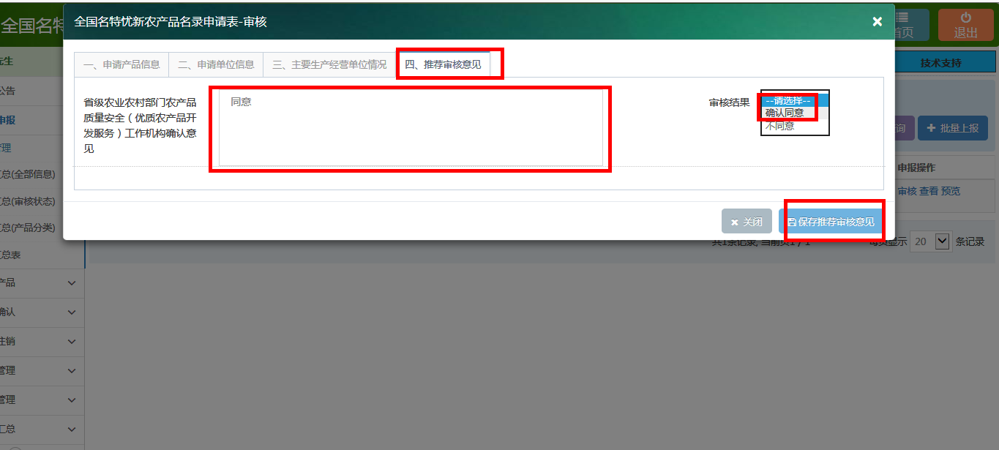 全国名特
全国名特优新农产品名录申请表-审核
首页
退出
先生
技术支持
公告
申报
管理
汇总(全部信息)
汇总(审核状态)
汇总(产品分类)
汇总表
产品
确认
注销
管理
管理
汇总
一、申请产品信息
二、申请单位信息
三、主要生产经营单位情况
四、推荐审核意见
省级农业农村部门农产品
质量安全（优质农产品开
发服务）工作机构确认意
见
同意
审核结果
--请选择--
确认同意
不同意
询
批量上报
申报操作
审核 查看 预览
关闭
保存推荐审核意见
共1条记录, 当前页1 / 1
每页显示 20 条记录